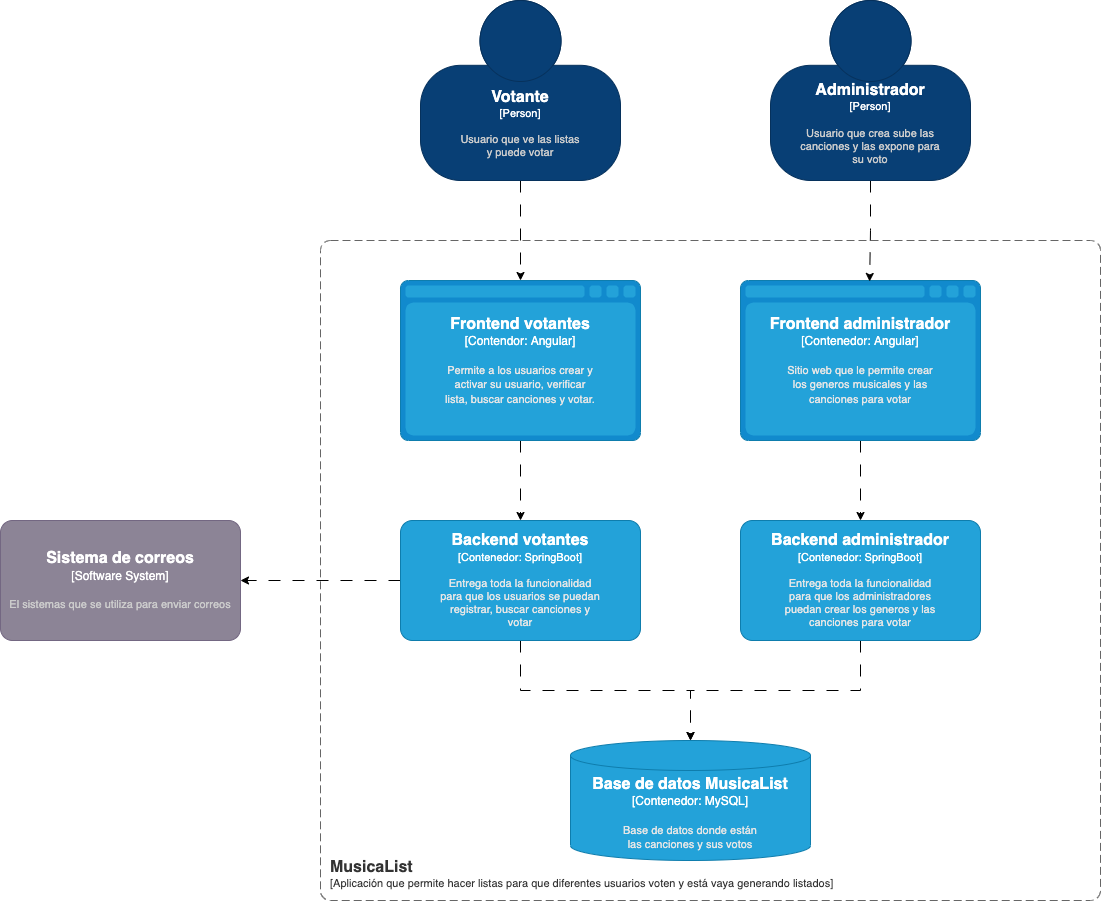 Votante
[Person]
Usuario que ve las listas
y puede votar
Administrador
[Person]
Usuario que crea sube las
canciones y las expone para
su voto
Frontend votantes
[Contendor: Angular]
Permite a los usuarios crear y
activar su usuario, verificar
lista, buscar canciones y votar.
Frontend administrador
[Contenedor: Angular]
Sitio web que le permite crear
los generos musicales y las
canciones para votar
Sistema de correos
[Software System]
El sistemas que se utiliza para enviar correos
Backend votantes
[Contenedor: SpringBoot]
Entrega toda la funcionalidad
para que los usuarios se puedan
registrar, buscar canciones y
votar
Backend administrador
[Contenedor: SpringBoot]
Entrega toda la funcionalidad
para que los administradores
puedan crear los generos y las
canciones para votar
Base de datos MusicaList
[Contenedor: MySQL]
Base de datos donde están
las canciones y sus votos
MusicaList
[Aplicación que permite hacer listas para que diferentes usuarios voten y está vaya generando listados]